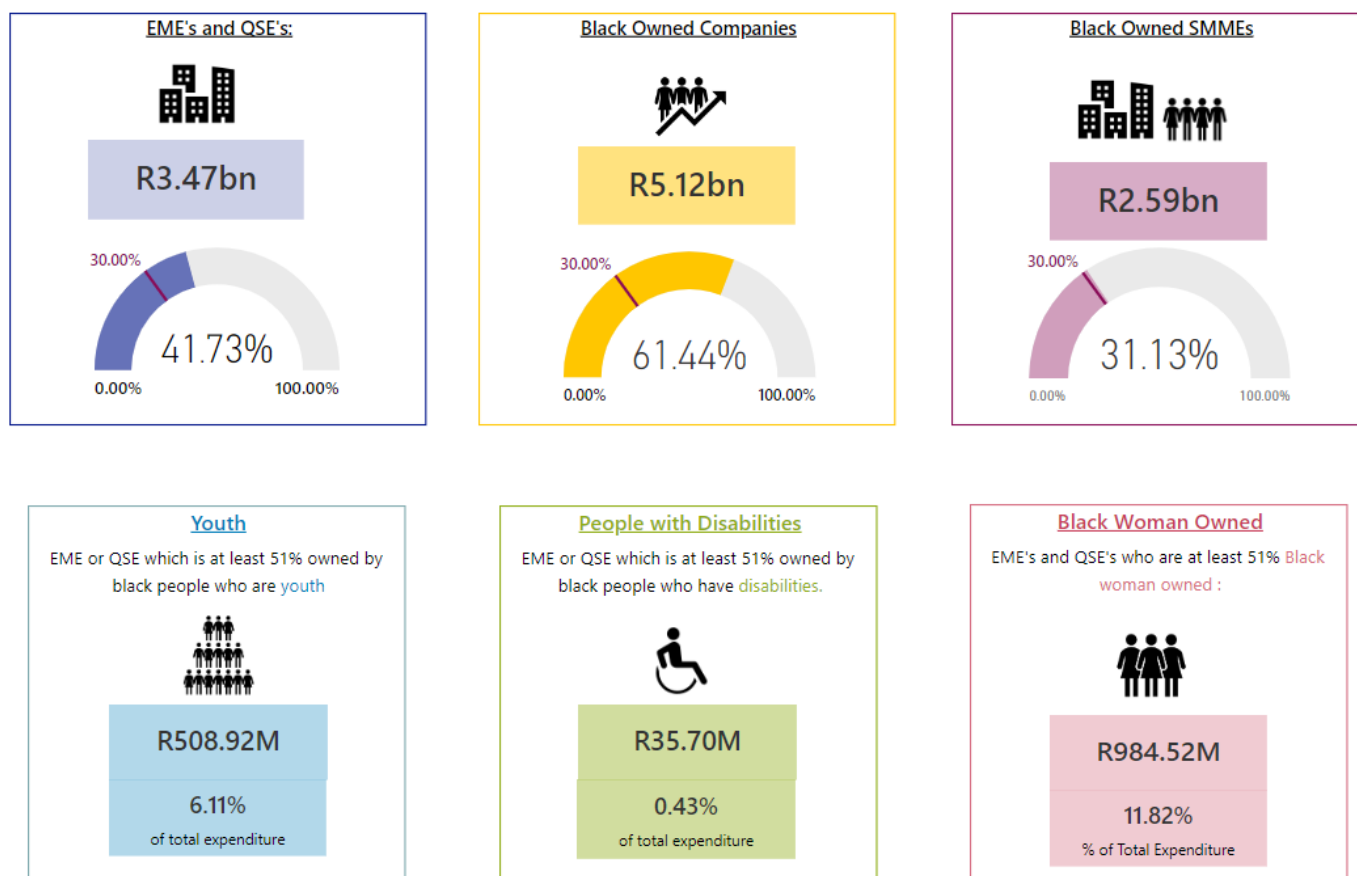 EME's and QSE's:
R3.47bn
30.00%
41.73%
0.00%
100.00%
Black Owned Companies
R5.12bn
30.00%
61.44%
0.00%
100.00%
Black Owned SMMEs
R2.59bn
30.00%
31.13%
0.00%
100.00%
Youth
EME or QSE which is at least 51% owned by
black people who are youth
R508.92M
6.11%
of total expenditure
People with Disabilities
EME or QSE which is at least 51% owned by
black people who have disabilities.
R35.70M
0.43%
of total expenditure
Black Woman Owned
EME's and QSE's who are at least 51% Black
woman owned :
R984.52M
11.82%
% of Total Expenditure